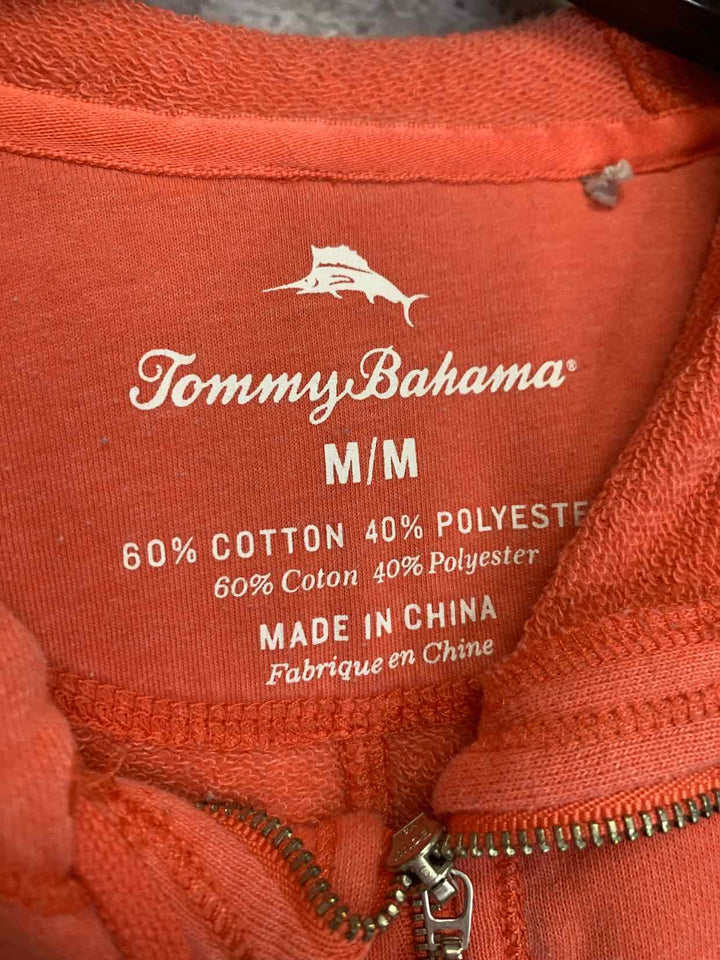 Tommy Bahama®
M/M
60% COTTON 40% POLYESTE
60% Coton 40% Polyester
MADE IN CHINA
Fabrique en Chine